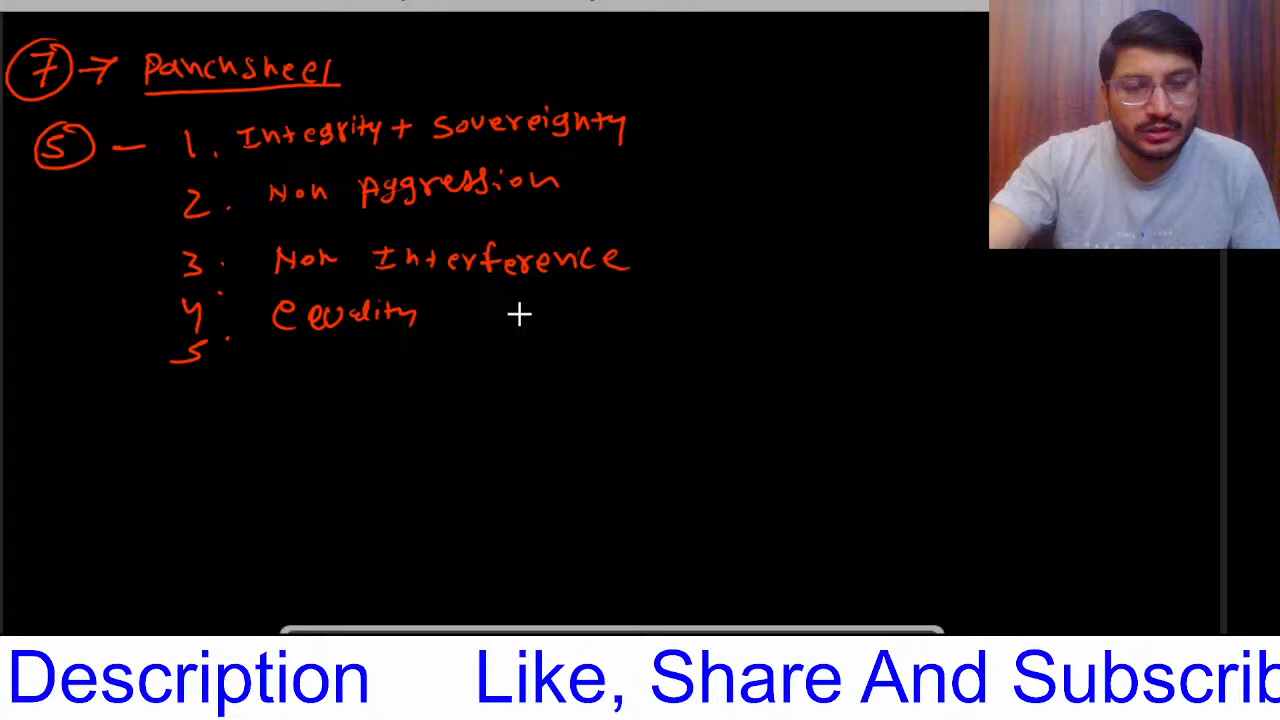 7 → Panchsheel
5 - 1. Integrity + Sovereignty
2. Non Aggression
3. Non Interference
4. equality
5.
Description Like, Share And Subscrib